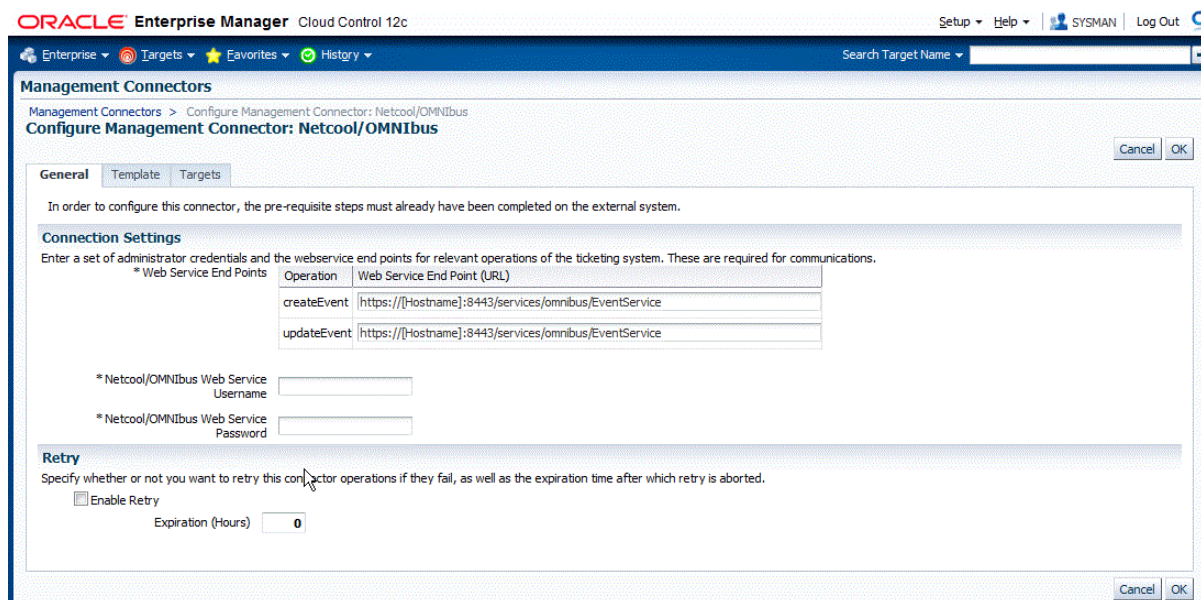 ORACLE Enterprise Manager Cloud Control 12c
Setup Help SYSMAN Log Out
Enterprise Targets Favorites History Search Target Name
Management Connectors
Management Connectors > Configure Management Connector: Netcool/OMNIbus
Configure Management Connector: Netcool/OMNIbus
Cancel OK
General Template Targets
In order to configure this connector, the pre-requisite steps must already have been completed on the external system.
Connection Settings
Enter a set of administrator credentials and the webservice end points for relevant operations of the ticketing system. These are required for communications.
* Web Service End Points
Operation Web Service End Point (URL)
createEvent https://[Hostname]:8443/services/omnibus/EventService
updateEvent https://[Hostname]:8443/services/omnibus/EventService
* Netcool/OMNIbus Web Service
Username
* Netcool/OMNIbus Web Service
Password
Retry
Specify whether or not you want to retry this connector operations if they fail, as well as the expiration time after which retry is aborted.
Enable Retry
Expiration (Hours) 0
Cancel OK